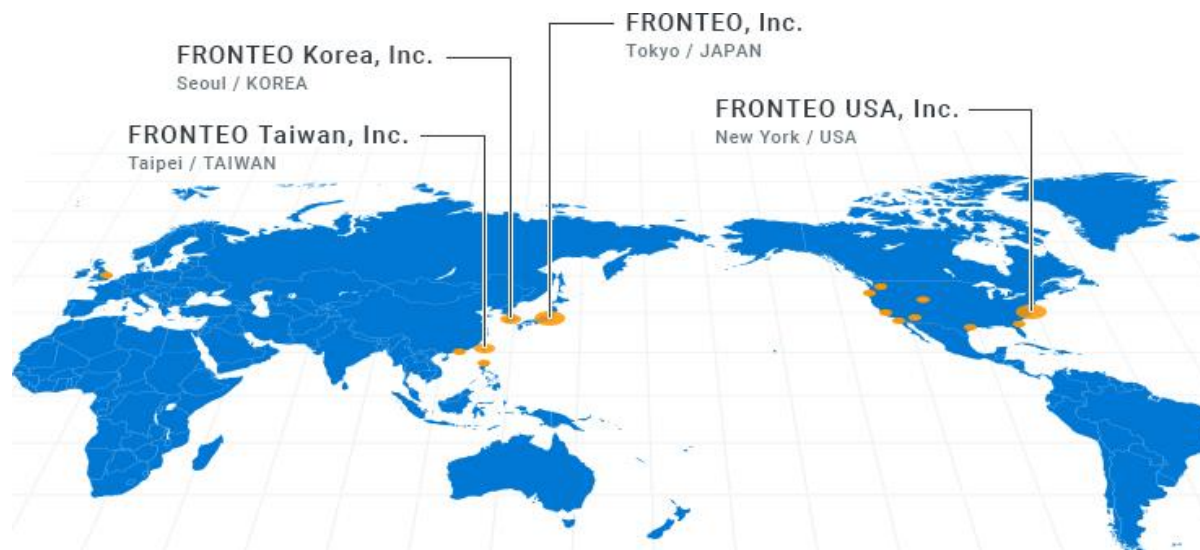 FRONTEO, Inc.
Tokyo / JAPAN
FRONTEO Korea, Inc.
Seoul / KOREA
FRONTEO USA, Inc.
New York / USA
FRONTEO Taiwan, Inc.
Taipei / TAIWAN